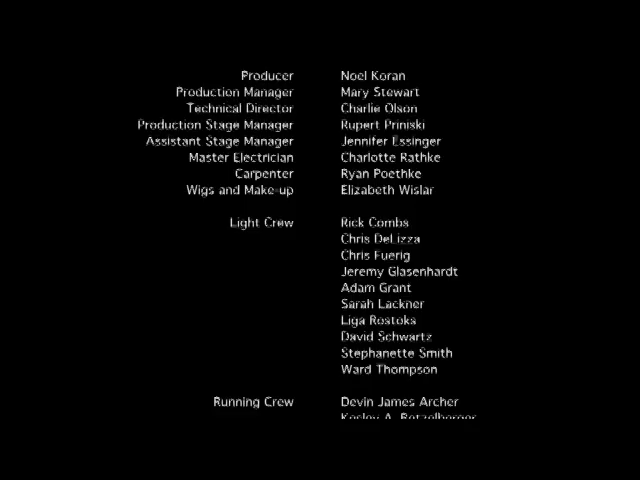 Producer Noel Koran
Production Manager Mary Stewart
Technical Director Charlie Olson
Production Stage Manager Rupert Priniski
Assistant Stage Manager Jennifer Essinger
Master Electrician Charlotte Rathke
Carpenter Ryan Poethke
Wigs and Make-up Elizabeth Wislar
Light Crew Rick Combs
Chris DeLizza
Chris Fuerig
Jeremy Glasenhardt
Adam Grant
Sarah Lackner
Liga Rostoks
David Schwartz
Stephanette Smith
Ward Thompson
Running Crew Devin James Archer